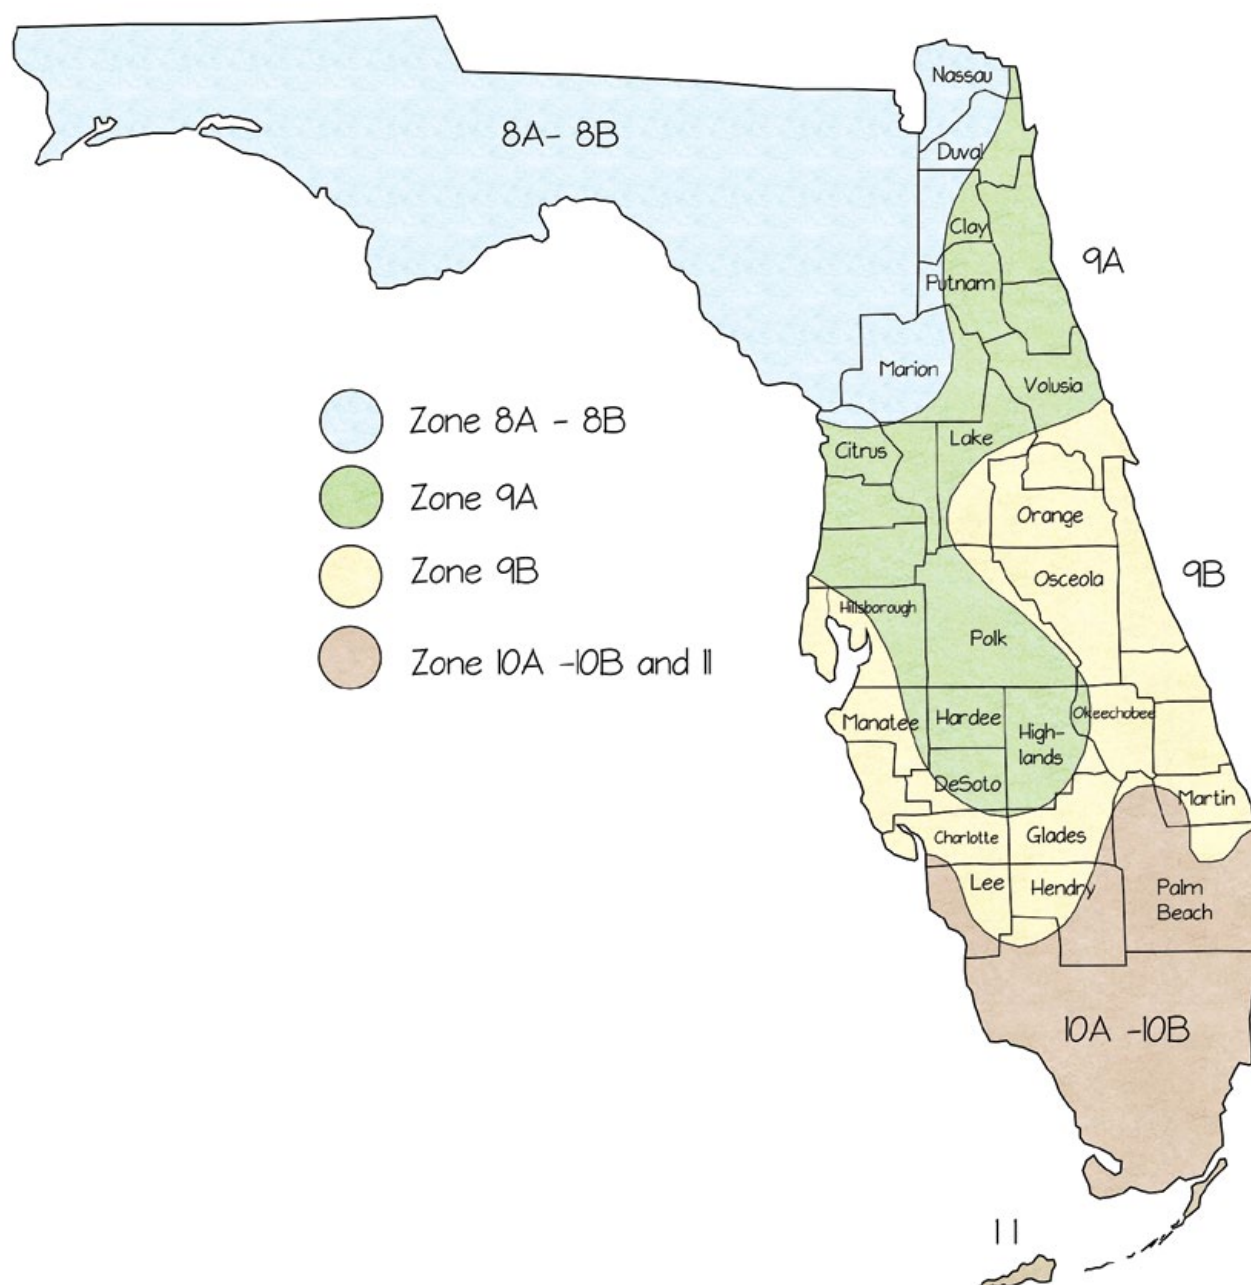 Nassau
8A- 8B
Duval
Clay
9A
Putnam
Marion
Volusia
Zone 8A - 8B
Lake
Citrus
Zone 9A
Orange
Zone 9B
Osceola
9B
Hillsborough
Polk
Zone 10A -10B and 11
Manatee
Hardee
Okeechobee
High-
lands
DeSoto
Martin
Charlotte
Glades
Lee
Hendry
Palm
Beach
10A -10B
11